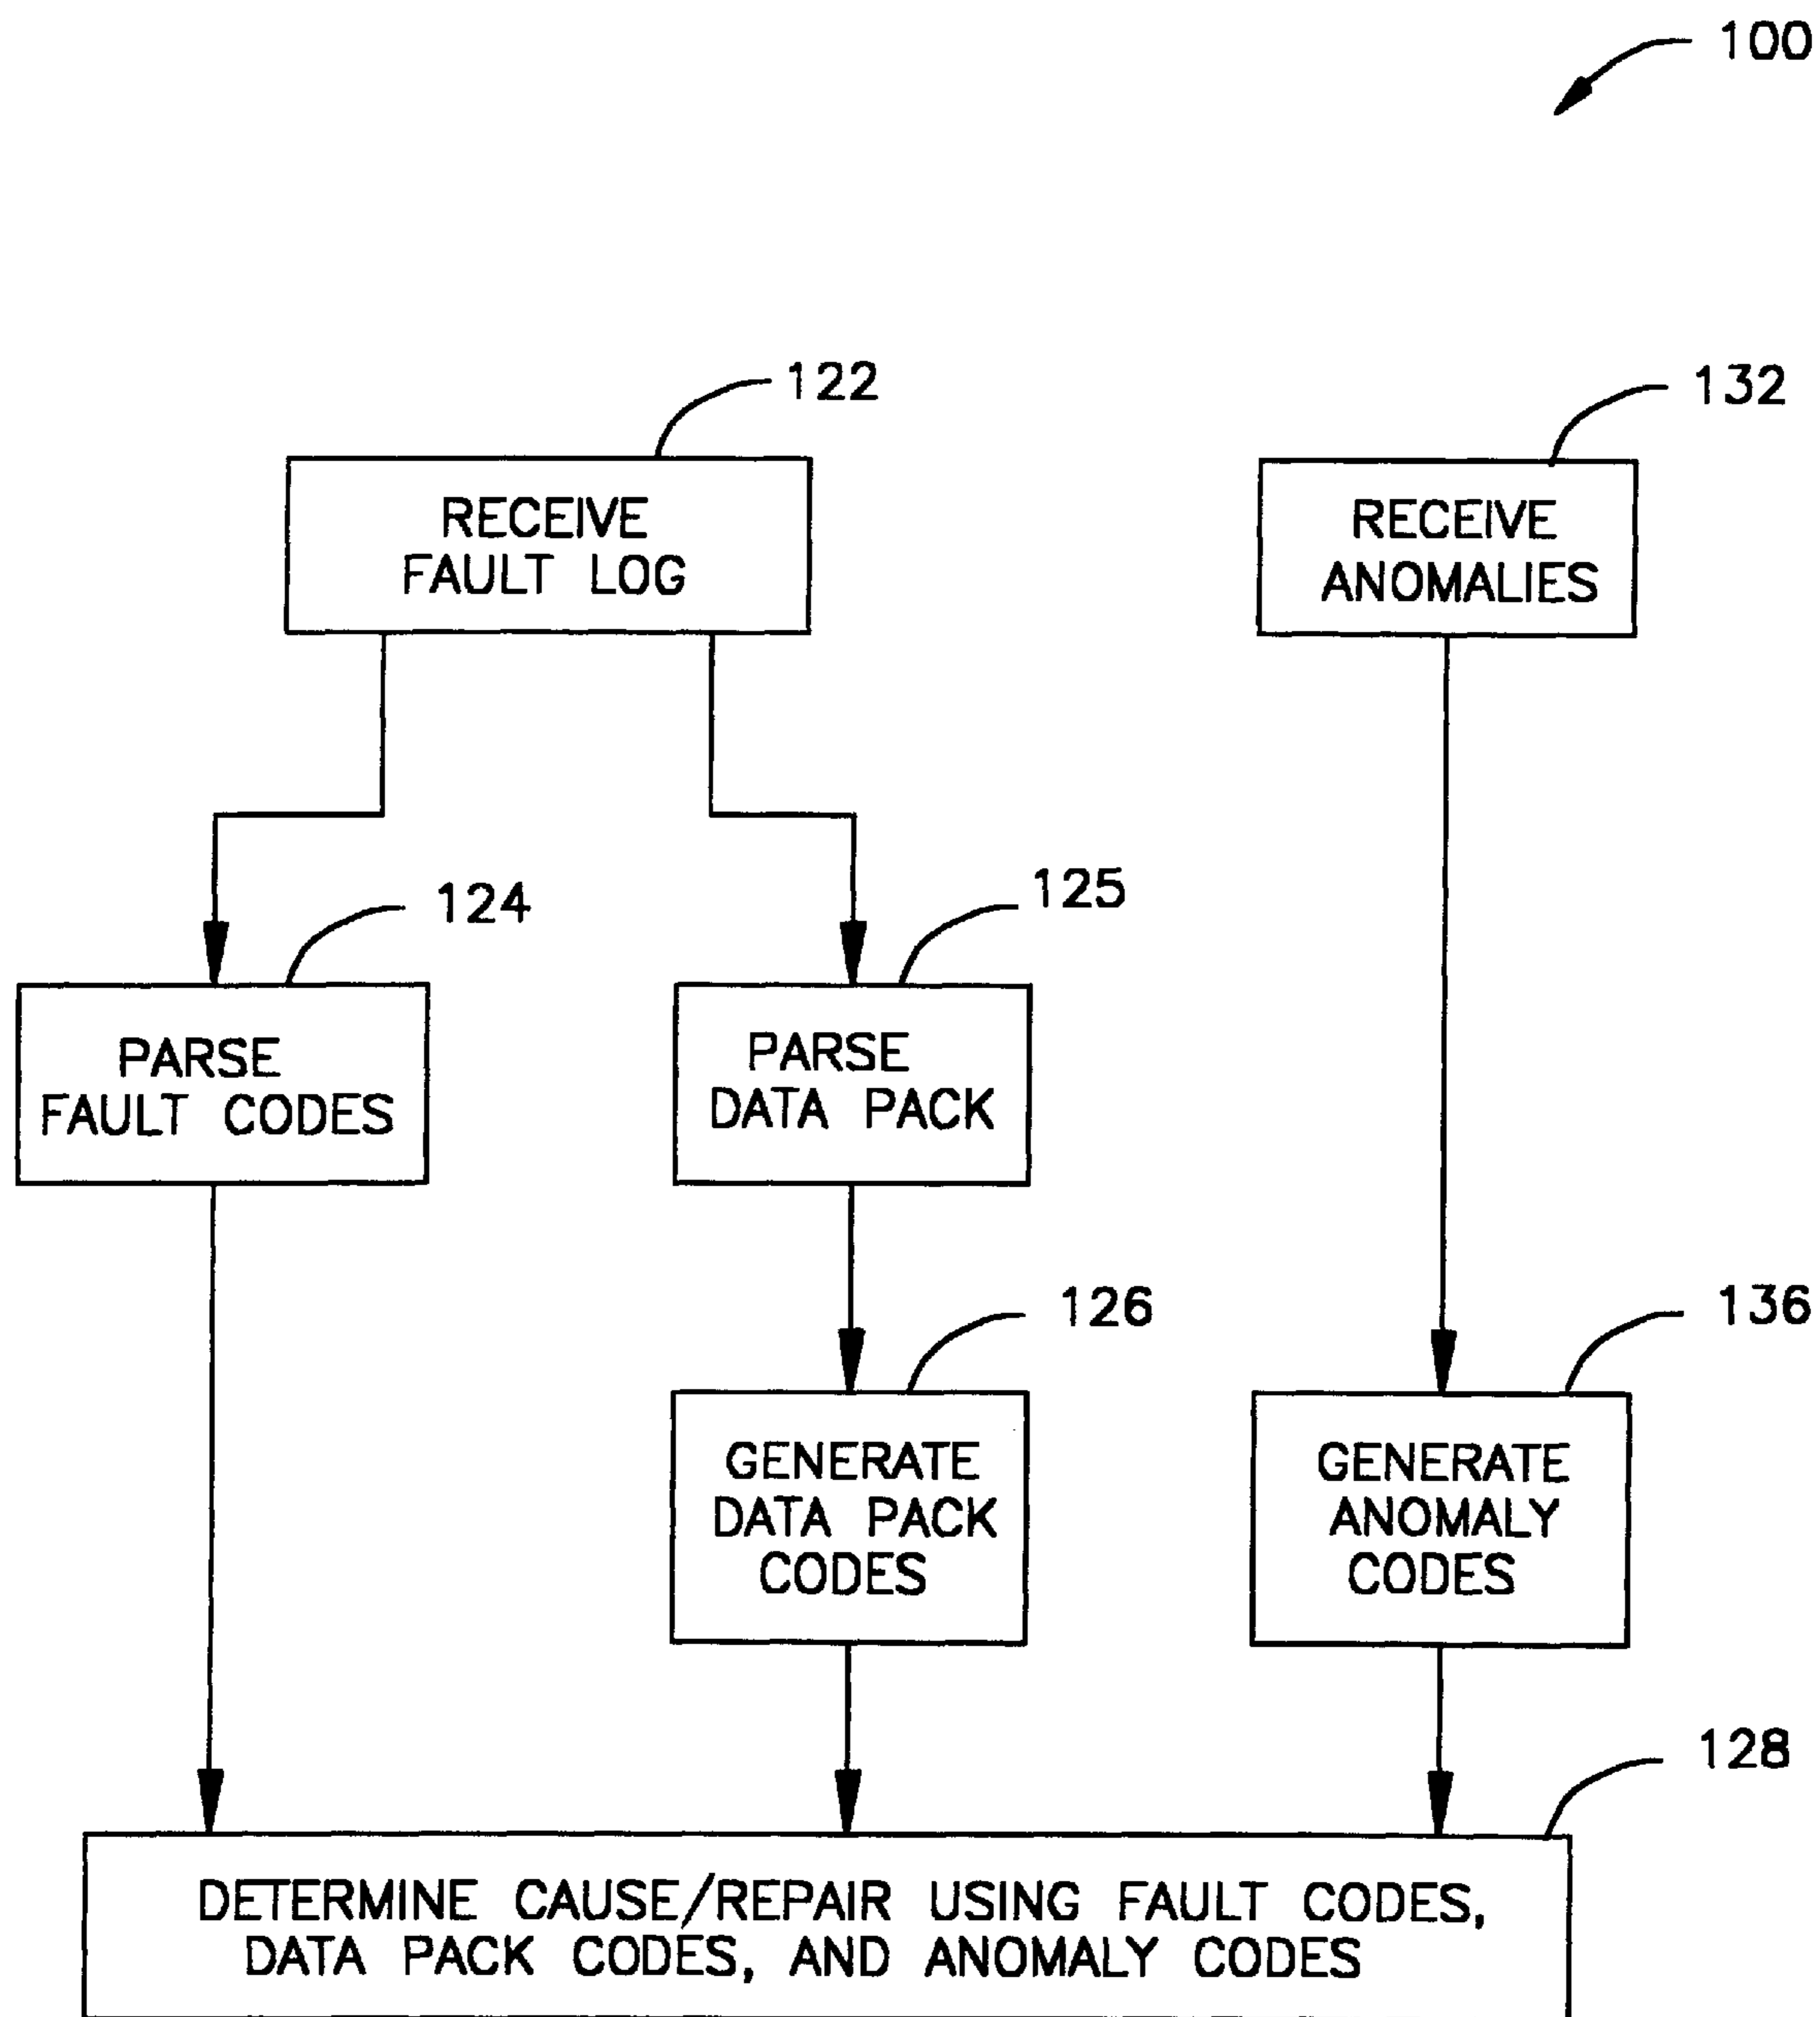 100
122
132
RECEIVE
FAULT LOG
RECEIVE
ANOMALIES
124
125
PARSE
FAULT CODES
PARSE
DATA PACK
126
136
GENERATE
DATA PACK
CODES
GENERATE
ANOMALY
CODES
128
DETERMINE CAUSE/REPAIR USING FAULT CODES,
DATA PACK CODES, AND ANOMALY CODES